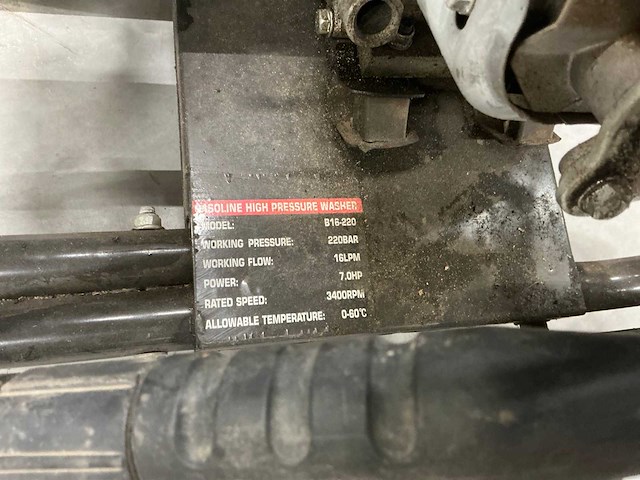 GASOLINE HIGH PRESSURE WASHER
MODEL: B16-220
WORKING PRESSURE: 220BAR
WORKING FLOW: 16LPM
POWER: 7.0HP
RATED SPEED: 3400RPM
ALLOWABLE TEMPERATURE: 0-60℃